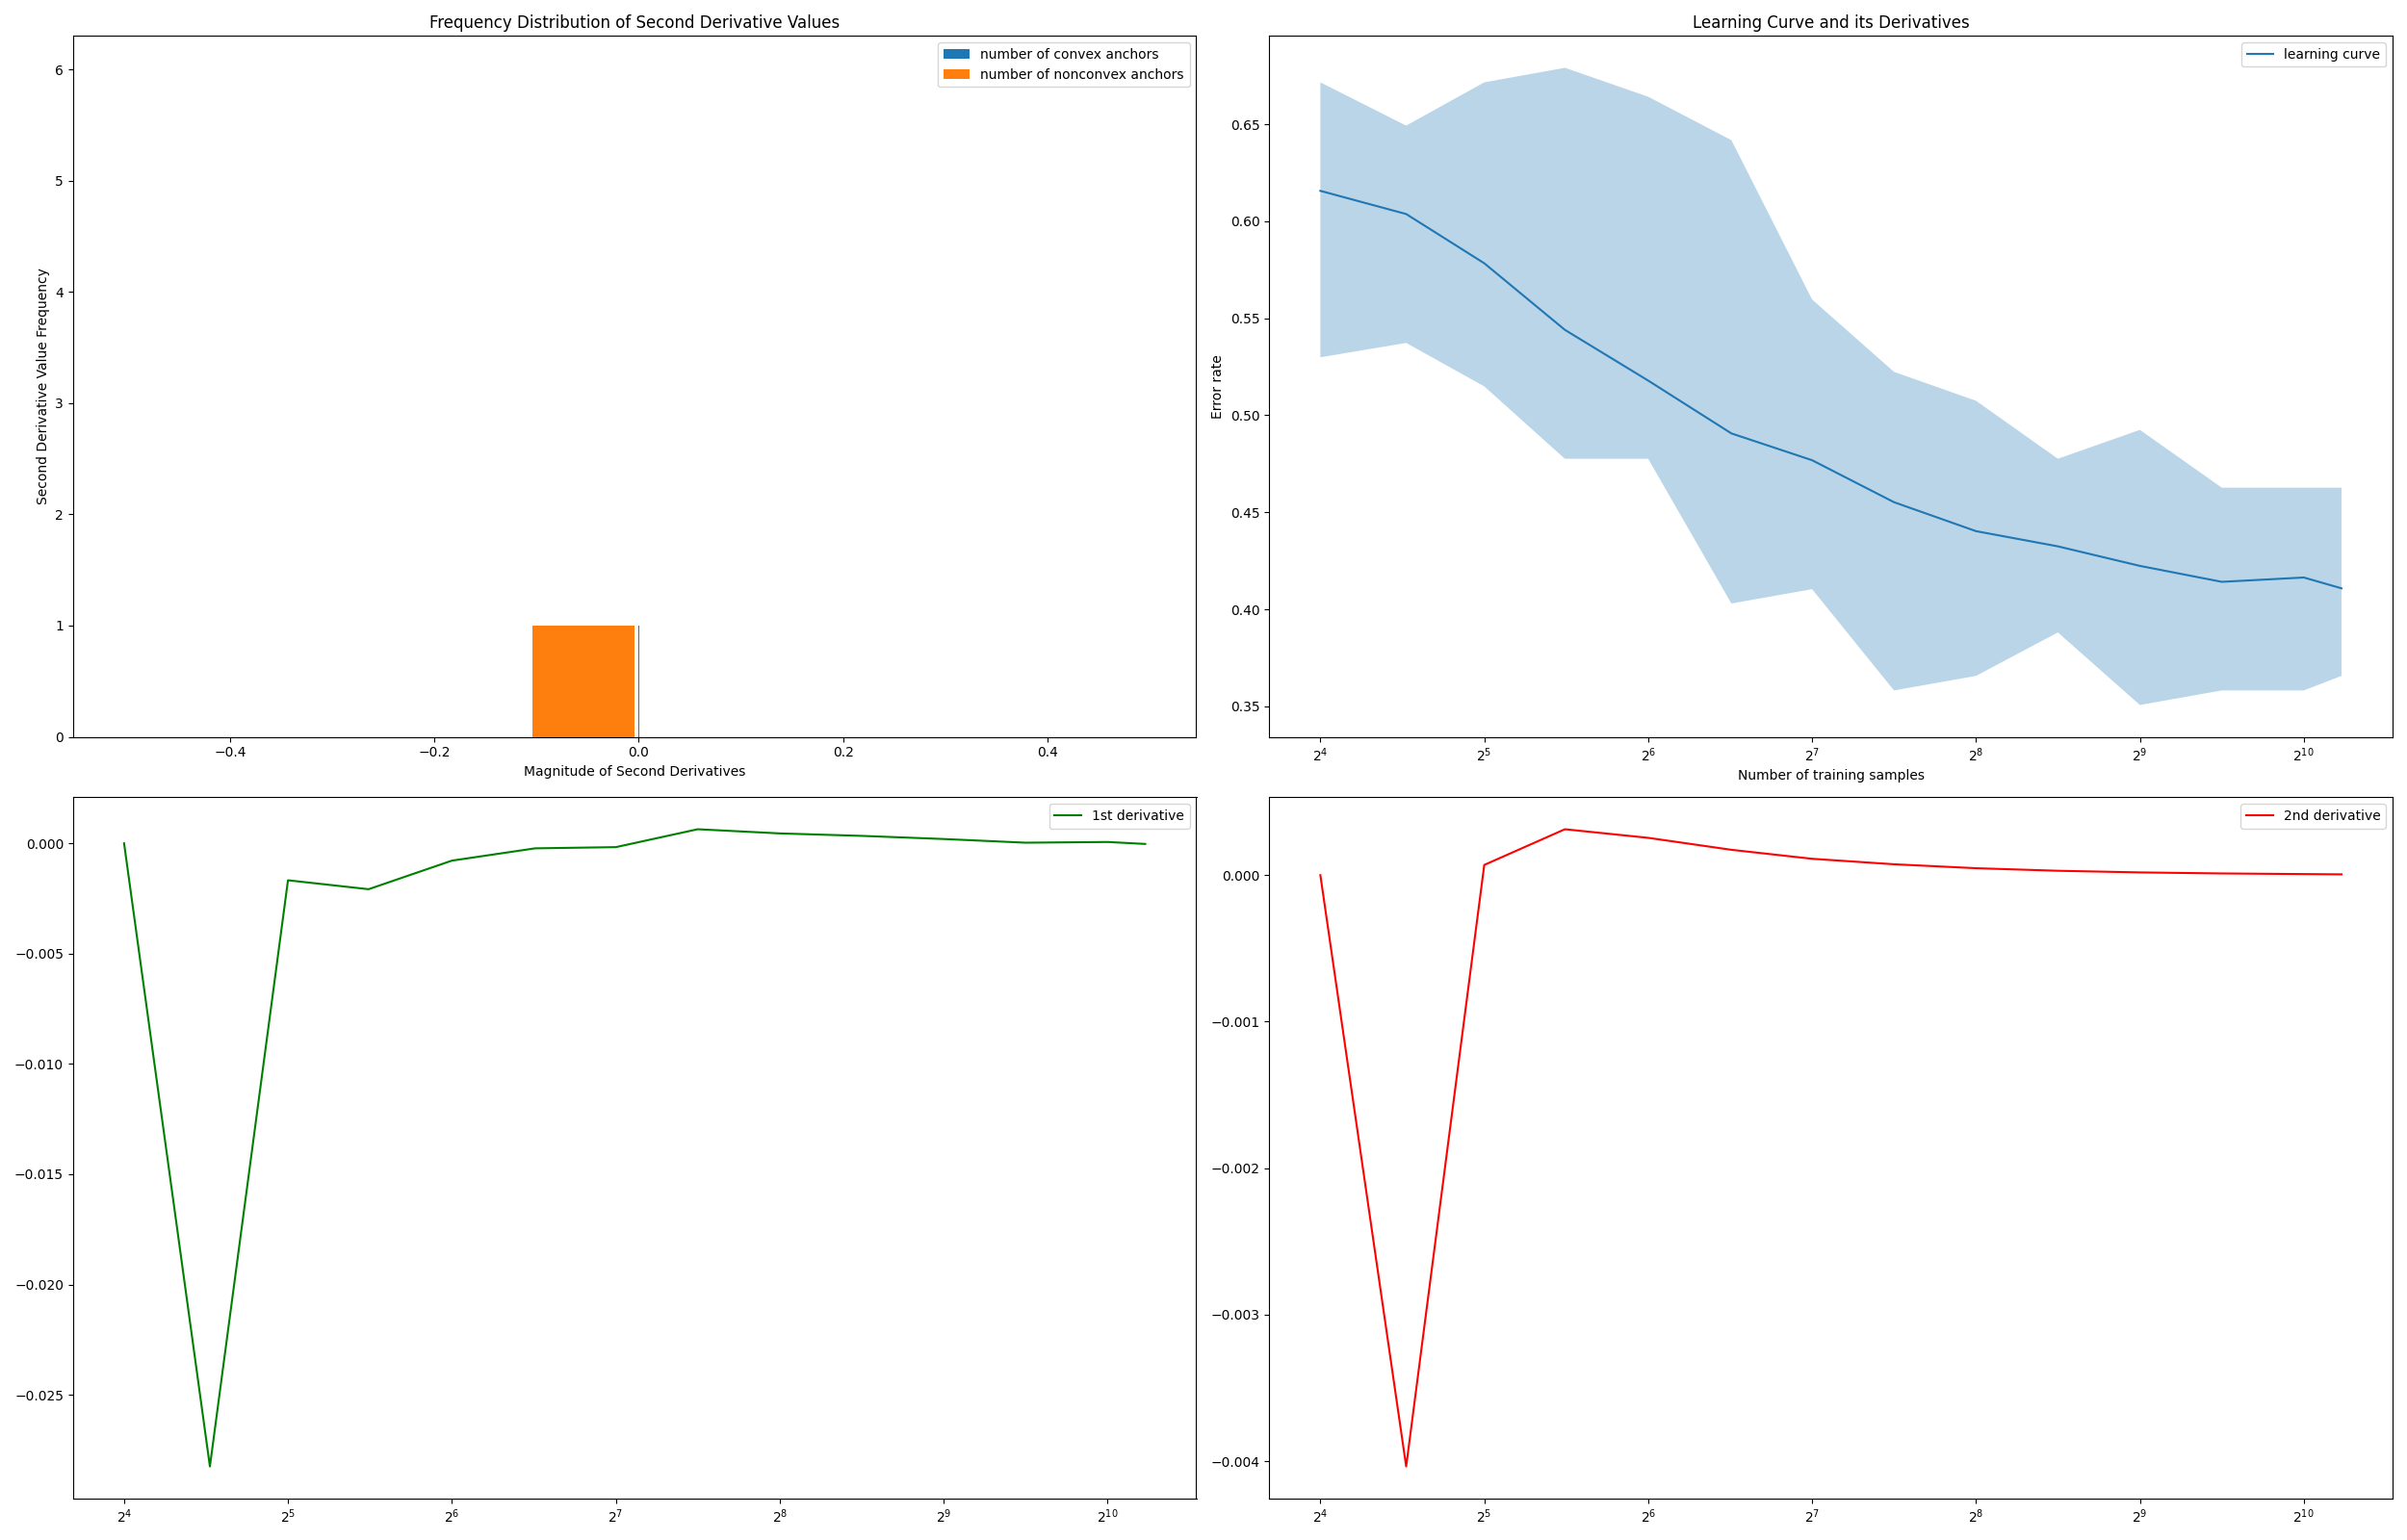 Frequency Distribution of Second Derivative Values
number of convex anchors
number of nonconvex anchors
Second Derivative Value Frequency
6
5
4
3
2
1
0
−0.4 −0.2 0.0 0.2 0.4
Magnitude of Second Derivatives
Learning Curve and its Derivatives
learning curve
Error rate
0.65
0.60
0.55
0.50
0.45
0.40
0.35
2^4 2^5 2^6 2^7 2^8 2^9 2^10
Number of training samples
1st derivative
0.000
−0.005
−0.010
−0.015
−0.020
−0.025
2^4 2^5 2^6 2^7 2^8 2^9 2^10
2nd derivative
0.000
−0.001
−0.002
−0.003
−0.004
2^4 2^5 2^6 2^7 2^8 2^9 2^10